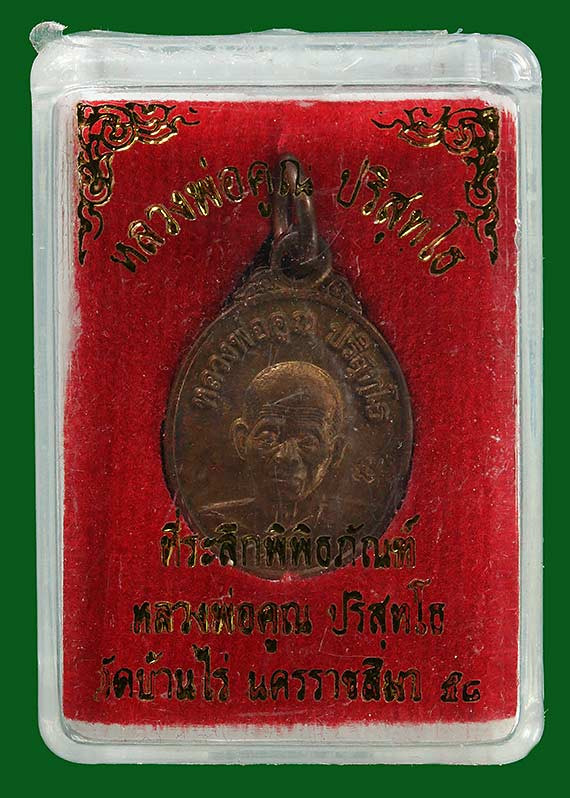 หลวงพ่อคูณ ปริสุทโธ
หลวงพ่อคูณ ปริสุทโธ
ที่ระลึกพิพิธภัณฑ์
หลวงพ่อคูณ ปริสุทโธ
วัดบ้านไร่ นครราชสีมา ๕๘